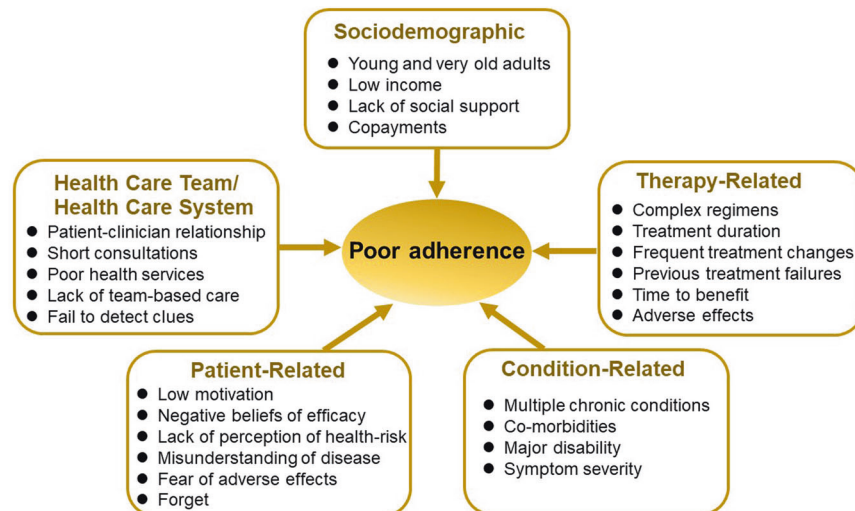 Sociodemographic
● Young and very old adults
● Low income
● Lack of social support
● Copayments
Health Care Team/
Health Care System
● Patient-clinician relationship
● Short consultations
● Poor health services
● Lack of team-based care
● Fail to detect clues
Poor adherence
Therapy-Related
● Complex regimens
● Treatment duration
● Frequent treatment changes
● Previous treatment failures
● Time to benefit
● Adverse effects
Patient-Related
● Low motivation
● Negative beliefs of efficacy
● Lack of perception of health-risk
● Misunderstanding of disease
● Fear of adverse effects
● Forget
Condition-Related
● Multiple chronic conditions
● Co-morbidities
● Major disability
● Symptom severity